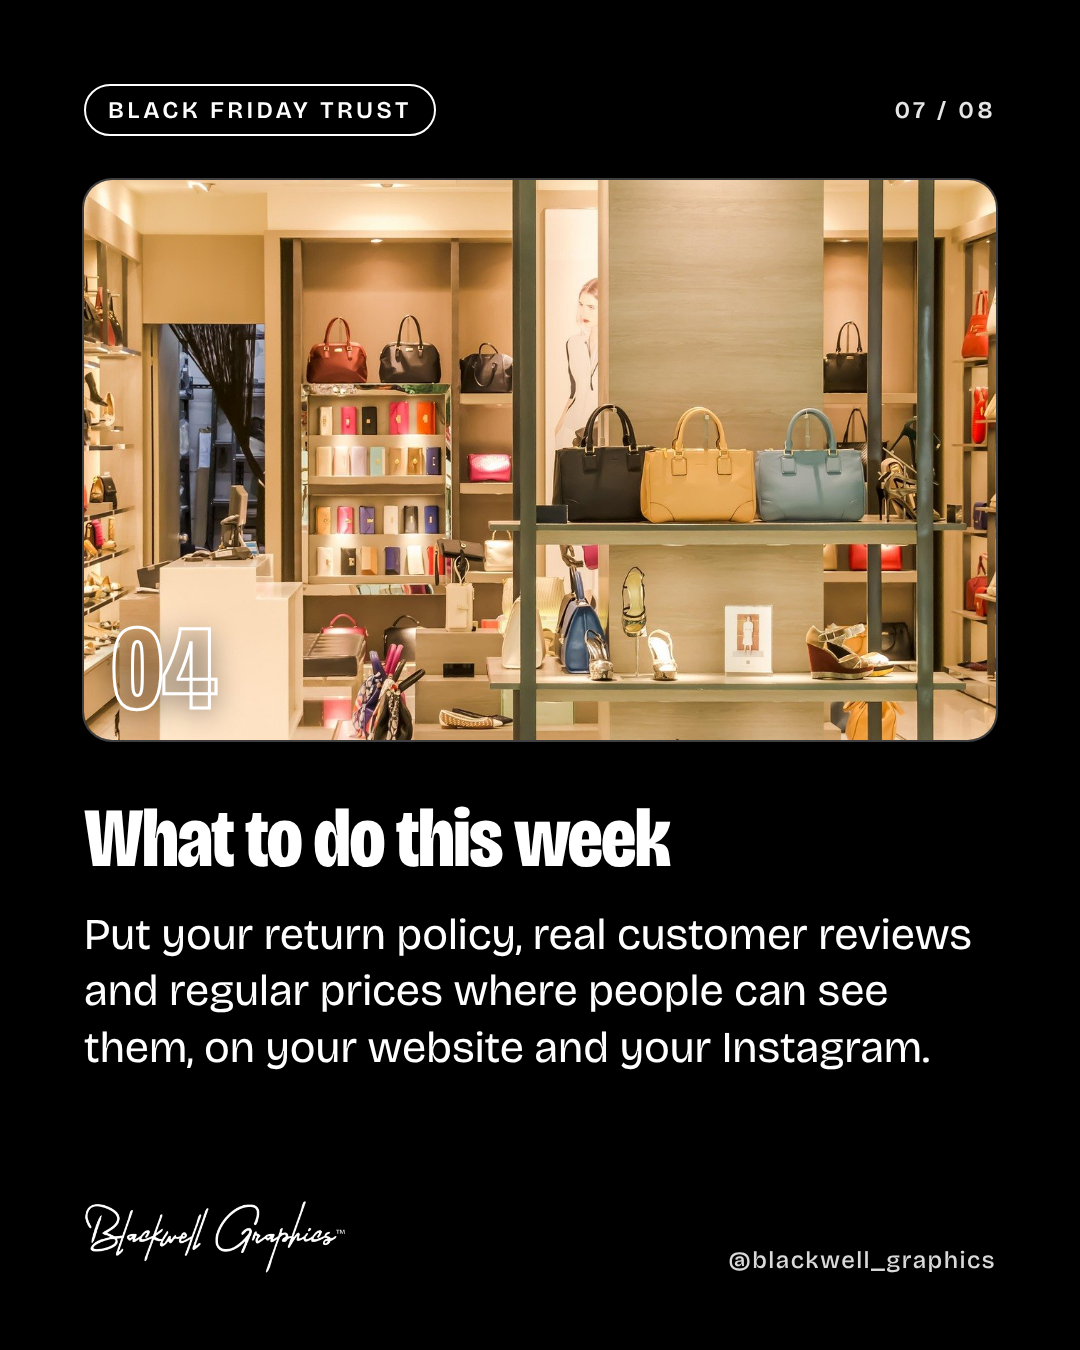 BLACK FRIDAY TRUST
07 / 08
04
What to do this week
Put your return policy, real customer reviews
and regular prices where people can see
them, on your website and your Instagram.
Blackwell Graphics™
@blackwell_graphics